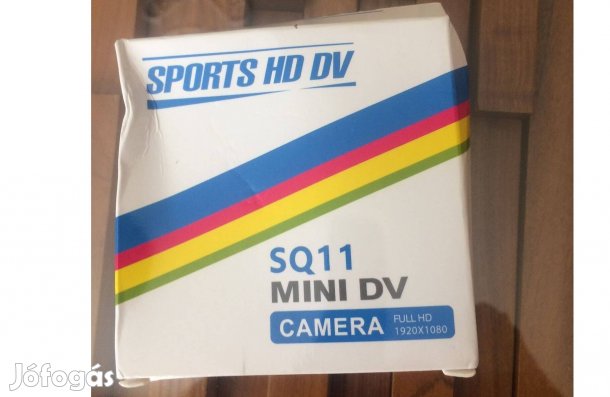 SPORTS HD DV
SQ11
MINI DV
CAMERA
FULL HD
1920X1080
Jófogás